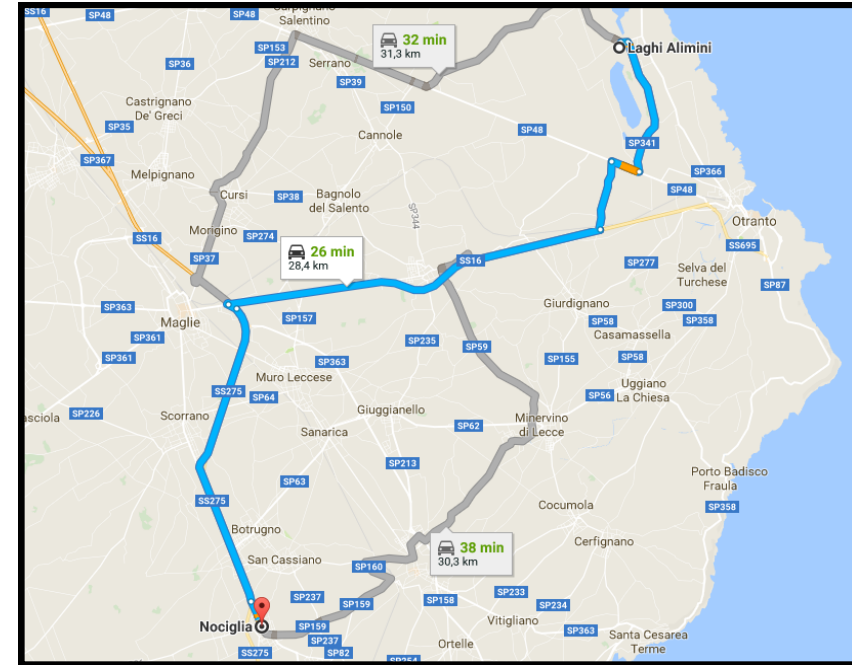 SS16
SP48
SP48
Carpignano
Salentino
SP48
32 min
31,3 km
Laghi Alimini
SP153
SP212
Serrano
SP36
SP39
SP150
Castrignano
De' Greci
SP35
Cannole
SP48
SP341
SP367
Melpignano
SP366
SP48
Cursi
SP38
Bagnolo
del Salento
SP344
Otranto
Morigino
SP274
SS16
SS695
26 min
28,4 km
SP37
SS16
SP277
Selva del
Turchese
SP87
SP363
Maglie
SP157
Giurdignano
SP300
SP58
SP358
Casamassella
SP361
SP235
SP59
SP361
SP363
SP155
SP58
Muro Leccese
SS275
SP64
Uggiano
La Chiesa
SP56
asciola
SP226
Scorrano
Giuggianello
Minervino
di Lecce
SP62
Sanarica
SP213
Porto Badisco
Fraula
SP63
SS275
SP358
Cocumola
Botrugno
Cerfignano
38 min
30,3 km
San Cassiano
SP160
SP237
SP159
SP158
SP233
SP234
Nociglia
SP159
Vitigliano
SP363
Santa Cesarea
Terme
SP237
SS275
SP82
Ortelle
SP254